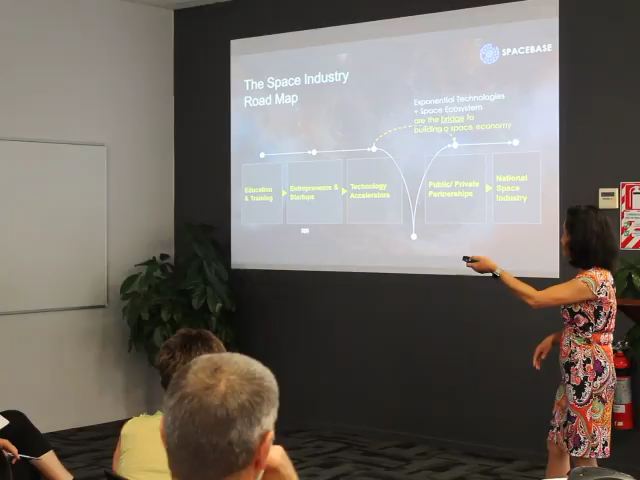 SPACEBASE
The Space Industry
Road Map
Exponential Technologies
+ Space Ecosystem
are the bridge to
building a space economy
Education
& Training
Entrepreneurs &
Startups
Technology
Accelerators
Public/ Private
Partnerships
National
Space
Industry